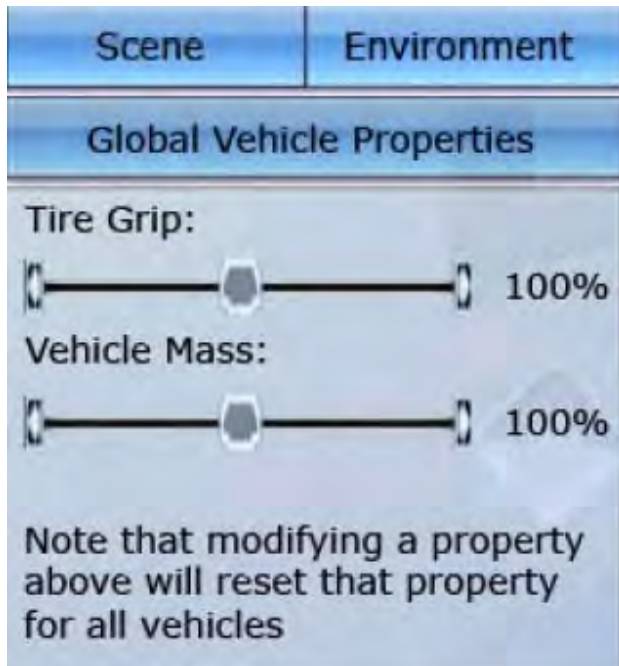 Scene Environment
Global Vehicle Properties
Tire Grip:
100%
Vehicle Mass:
100%
Note that modifying a property
above will reset that property
for all vehicles